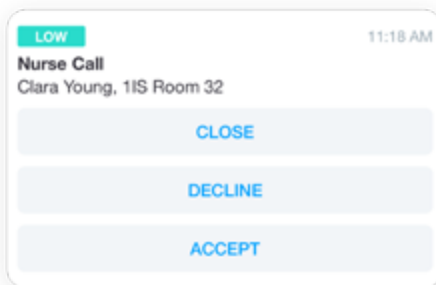 LOW 11:18 AM
Nurse Call
Clara Young, 1IS Room 32
CLOSE
DECLINE
ACCEPT